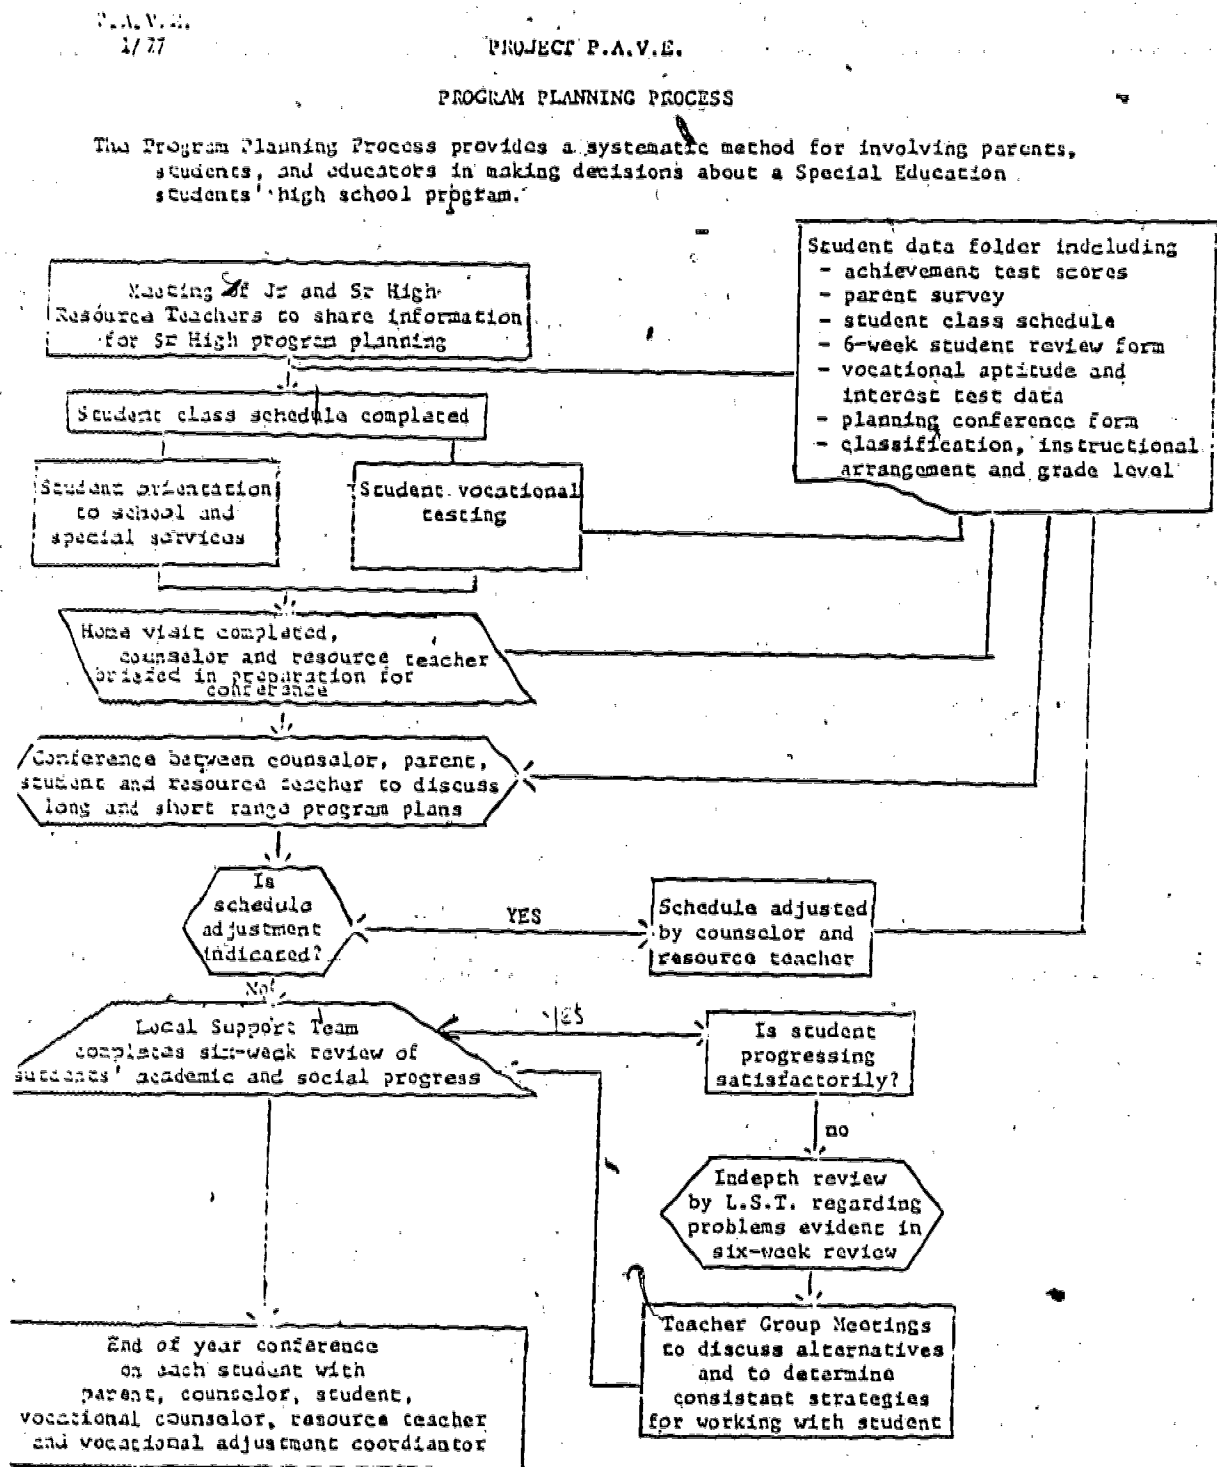 P.A.V.E.
1/77
PROJECT P.A.V.E.
PROGRAM PLANNING PROCESS
The Program Planning Process provides a systematic method for involving parents,
students, and educators in making decisions about a Special Education
students' high school program.
Student data folder indcluding
- achievement test scores
- parent survey
- student class schedule
- 6-week student review form
- vocational aptitude and
interest test data
- planning conference form
- classification, instructional
arrangement and grade level
Meeting of Jr and Sr High
Resource Teachers to share information
for Sr High program planning
Student class schedule completed
Student orientation
to school and
special services
Student vocational
testing
Home visit completed,
counselor and resource teacher
briefed in preparation for
conference
Conference between counselor, parent,
student and resource teacher to discuss
long and short range program plans
Is
schedule
adjustment
indicated?
YES
Schedule adjusted
by counselor and
resource teacher
No
Local Support Team
completes six-week review of
sutdents' academic and social progress
yES
Is student
progressing
satisfactorily?
no
Indepth review
by L.S.T. regarding
problems evident in
six-week review
Teacher Group Meetings
to discuss alternatives
and to determine
consistant strategies
for working with student
End of year conference
on each student with
parent, counselor, student,
vocational counselor, resource teacher
and vocational adjustment coordiantor